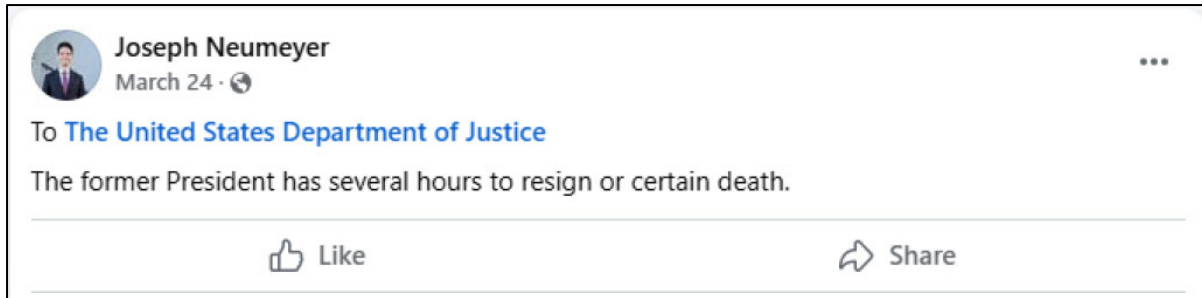 Joseph Neumeyer
March 24 ·
To The United States Department of Justice
The former President has several hours to resign or certain death.
Like
Share